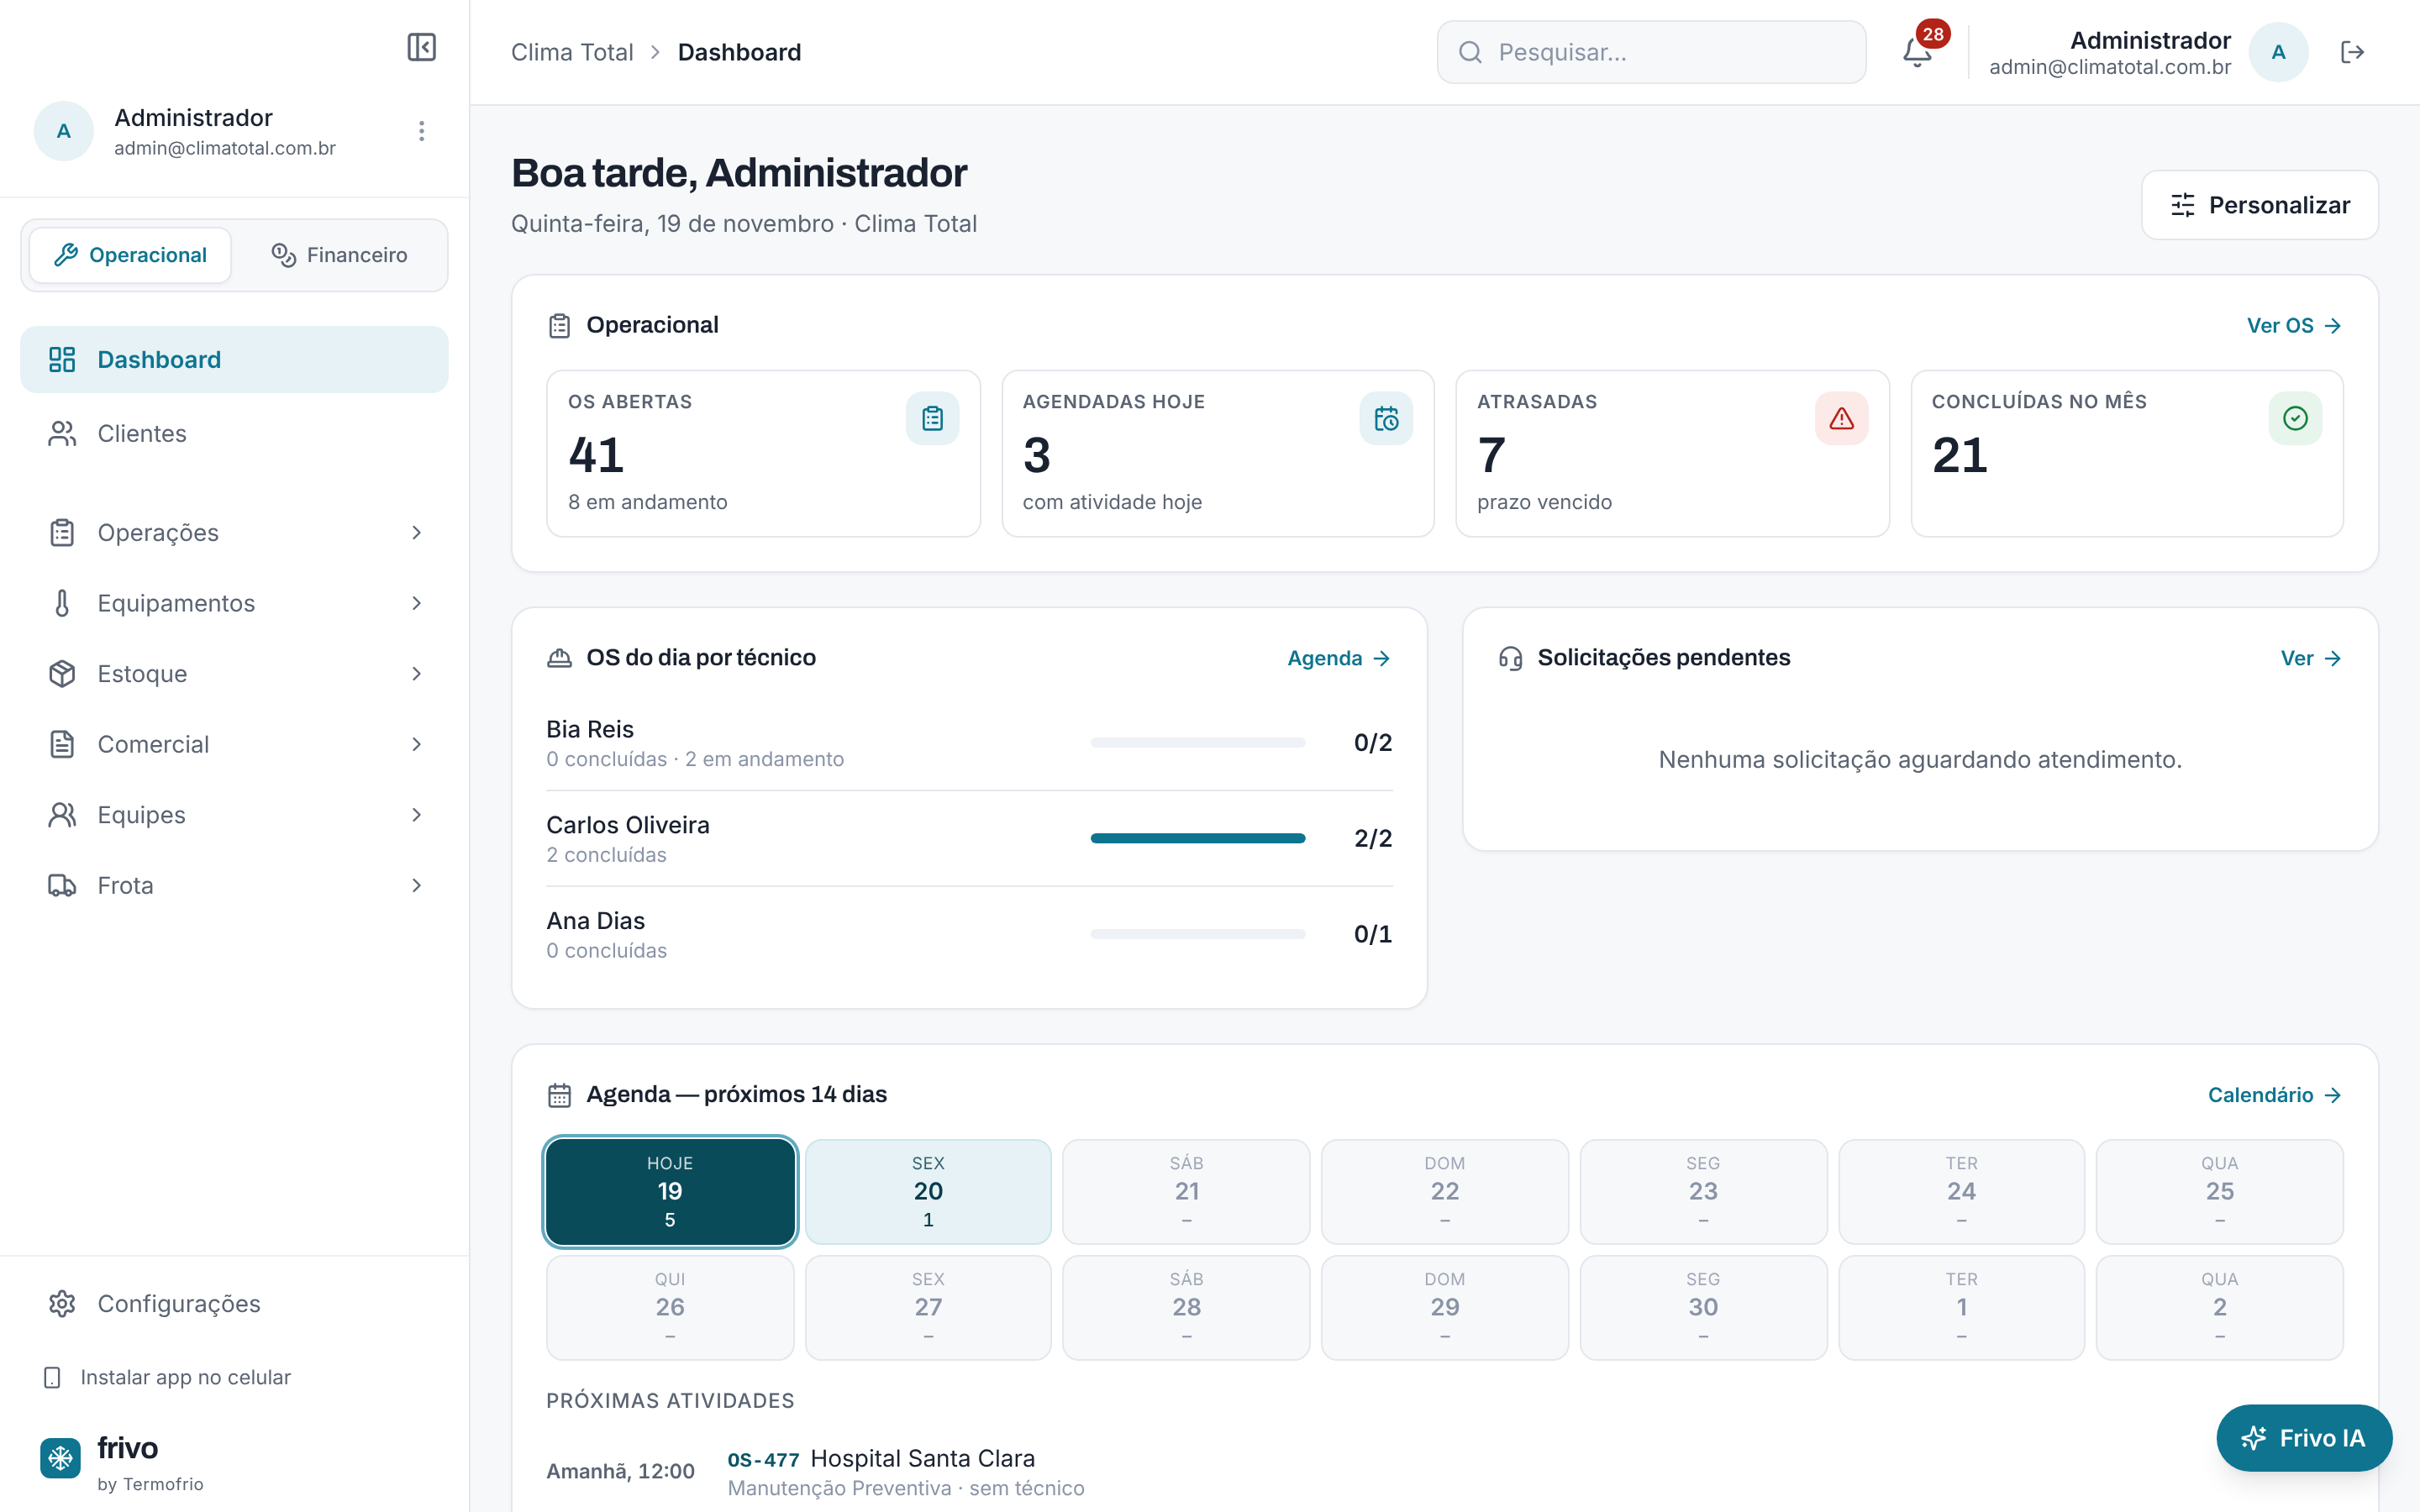 Administrador
admin@climatotal.com.br
Operacional
Financeiro
Dashboard
Clientes
Operações
Equipamentos
Estoque
Comercial
Equipes
Frota
Configurações
Instalar app no celular
frivo
by Termofrio
Clima Total > Dashboard
Pesquisar...
28
Administrador
admin@climatotal.com.br
A
A
Boa tarde, Administrador
Quinta-feira, 19 de novembro · Clima Total
Personalizar
Operacional
Ver OS →
OS ABERTAS
41
8 em andamento
AGENDADAS HOJE
3
com atividade hoje
ATRASADAS
7
prazo vencido
CONCLUÍDAS NO MÊS
21
OS do dia por técnico
Agenda →
Bia Reis
0 concluídas · 2 em andamento
0/2
Carlos Oliveira
2 concluídas
2/2
Ana Dias
0 concluídas
0/1
Solicitações pendentes
Ver →
Nenhuma solicitação aguardando atendimento.
Agenda — próximos 14 dias
Calendário →
HOJE
19
5
SEX
20
1
SÁB
21
–
DOM
22
–
SEG
23
–
TER
24
–
QUA
25
–
QUI
26
–
SEX
27
–
SÁB
28
–
DOM
29
–
SEG
30
–
TER
1
–
QUA
2
–
PRÓXIMAS ATIVIDADES
Amanhã, 12:00
OS-477 Hospital Santa Clara
Manutenção Preventiva · sem técnico
Frivo IA